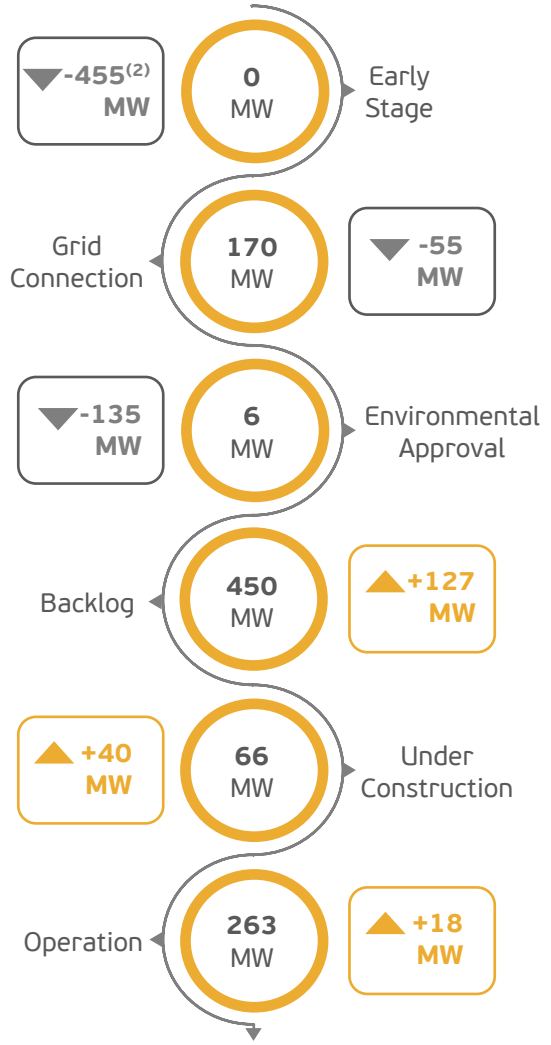 -455(2)
MW
0
MW
Early
Stage
Grid
Connection
170
MW
-55
MW
-135
MW
6
MW
Environmental
Approval
Backlog
450
MW
+127
MW
+40
MW
66
MW
Under
Construction
Operation
263
MW
+18
MW